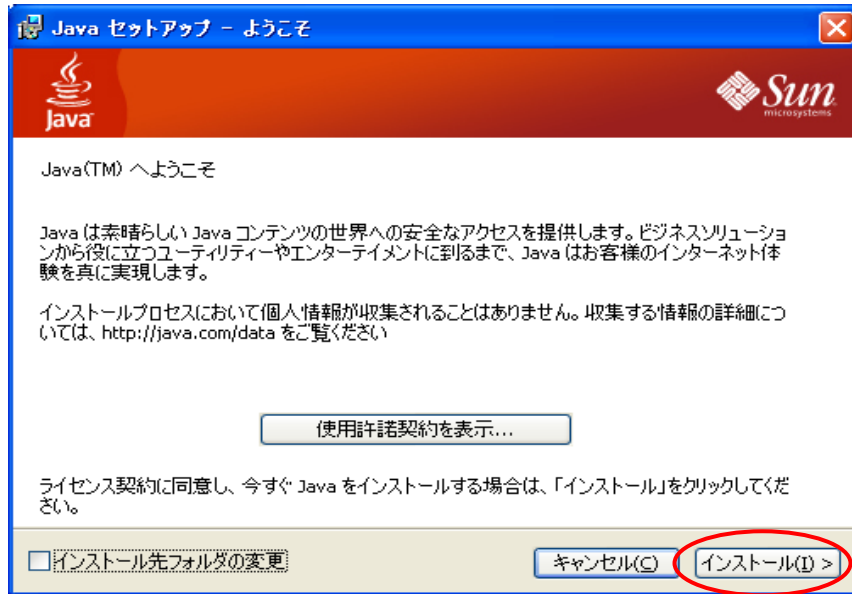 Java セットアップ - ようこそ
Java
Sun
microsystems
Java(TM) へようこそ
Java は素晴らしい Java コンテンツの世界への安全なアクセスを提供します。ビジネスソリューショ
ンから役に立つユーティリティーやエンターテイメントに到るまで、Java はお客様のインターネット体
験を真に実現します。
インストールプロセスにおいて個人情報が収集されることはありません。収集する情報の詳細につ
いては、http://java.com/data をご覧ください
使用許諾契約を表示...
ライセンス契約に同意し、今すぐ Java をインストールする場合は、「インストール」をクリックしてくだ
さい。
インストール先フォルダの変更
キャンセル(C)
インストール(I) >